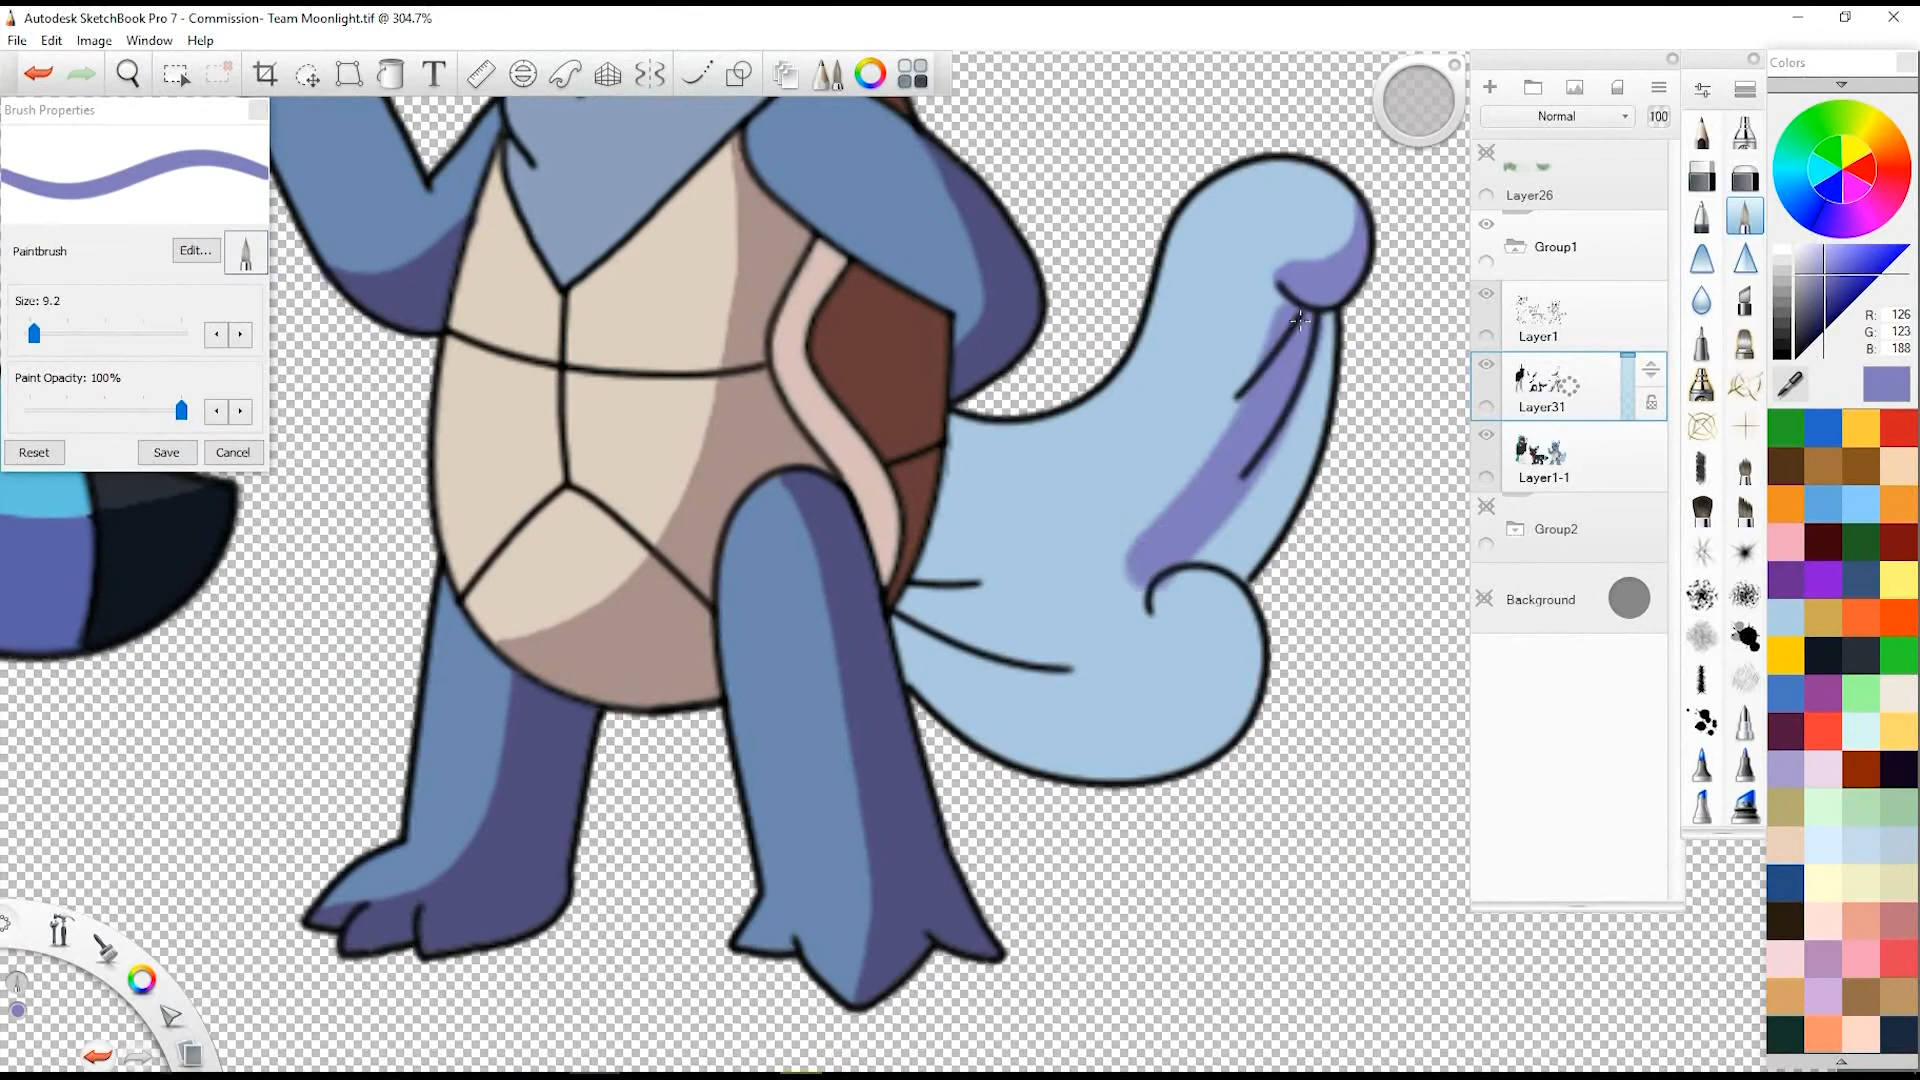 Autodesk SketchBook Pro 7 - Commission- Team Moonlight.tif @ 304.7%
File Edit Image Window Help
Brush Properties
Paintbrush
Edit...
Size: 9.2
Paint Opacity: 100%
Reset Save Cancel
T
Normal 100
Layer26
Group1
Layer1
Layer31
Layer1-1
Group2
Background
Colors
R: 126
G: 123
B: 188